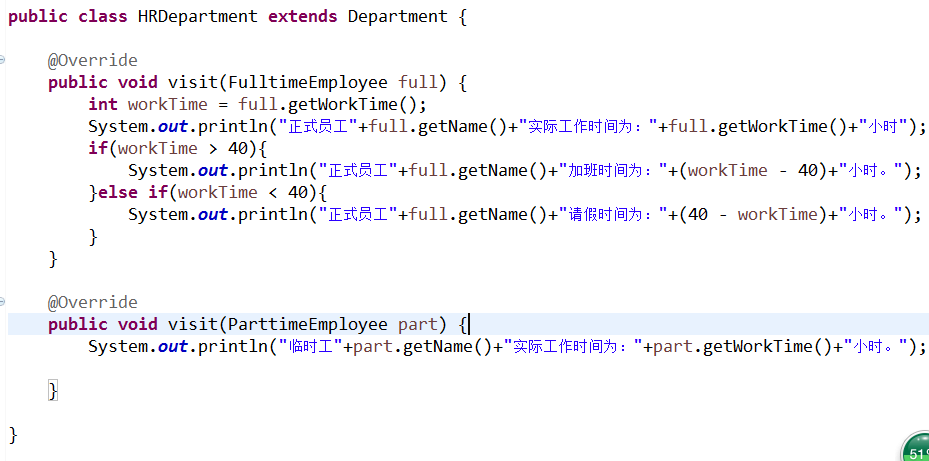 public class HRDepartment extends Department {
@Override
public void visit(FulltimeEmployee full) {
int workTime = full.getWorkTime();
System.out.println("正式员工"+full.getName()+"实际工作时间为："+full.getWorkTime()+"小时");
if(workTime > 40){
System.out.println("正式员工"+full.getName()+"加班时间为："+(workTime - 40)+"小时。");
}else if(workTime < 40){
System.out.println("正式员工"+full.getName()+"请假时间为："+(40 - workTime)+"小时。");
}
}
@Override
public void visit(ParttimeEmployee part) {
System.out.println("临时工"+part.getName()+"实际工作时间为："+part.getWorkTime()+"小时。");
}
}
51%